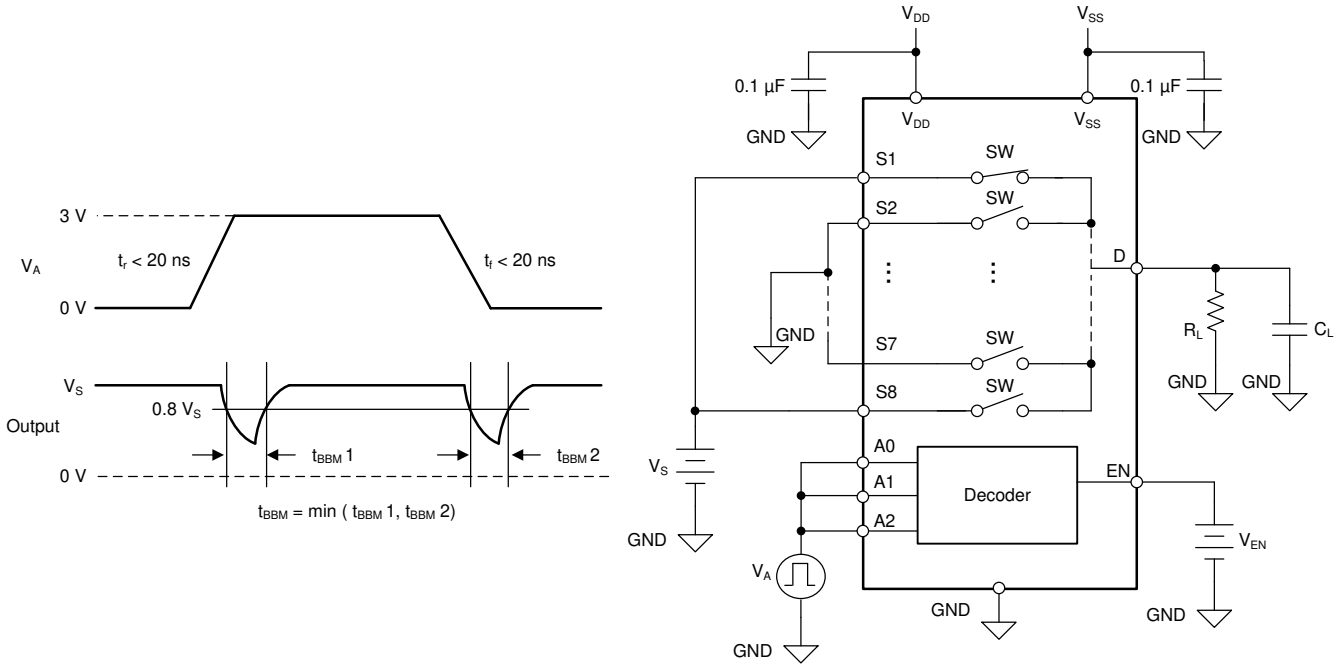 3 V
V_A
t_r < 20 ns
t_f < 20 ns
0 V
V_S
0.8 V_S
Output
t_BBM 1
t_BBM 2
0 V
t_BBM = min ( t_BBM 1, t_BBM 2)
V_DD
V_SS
0.1 µF
0.1 µF
GND
V_DD
V_SS
GND
S1
SW
S2
SW
D
GND
S7
SW
R_L
C_L
S8
SW
GND
GND
V_S
A0
A1
A2
Decoder
EN
GND
V_A
V_EN
GND
GND
GND